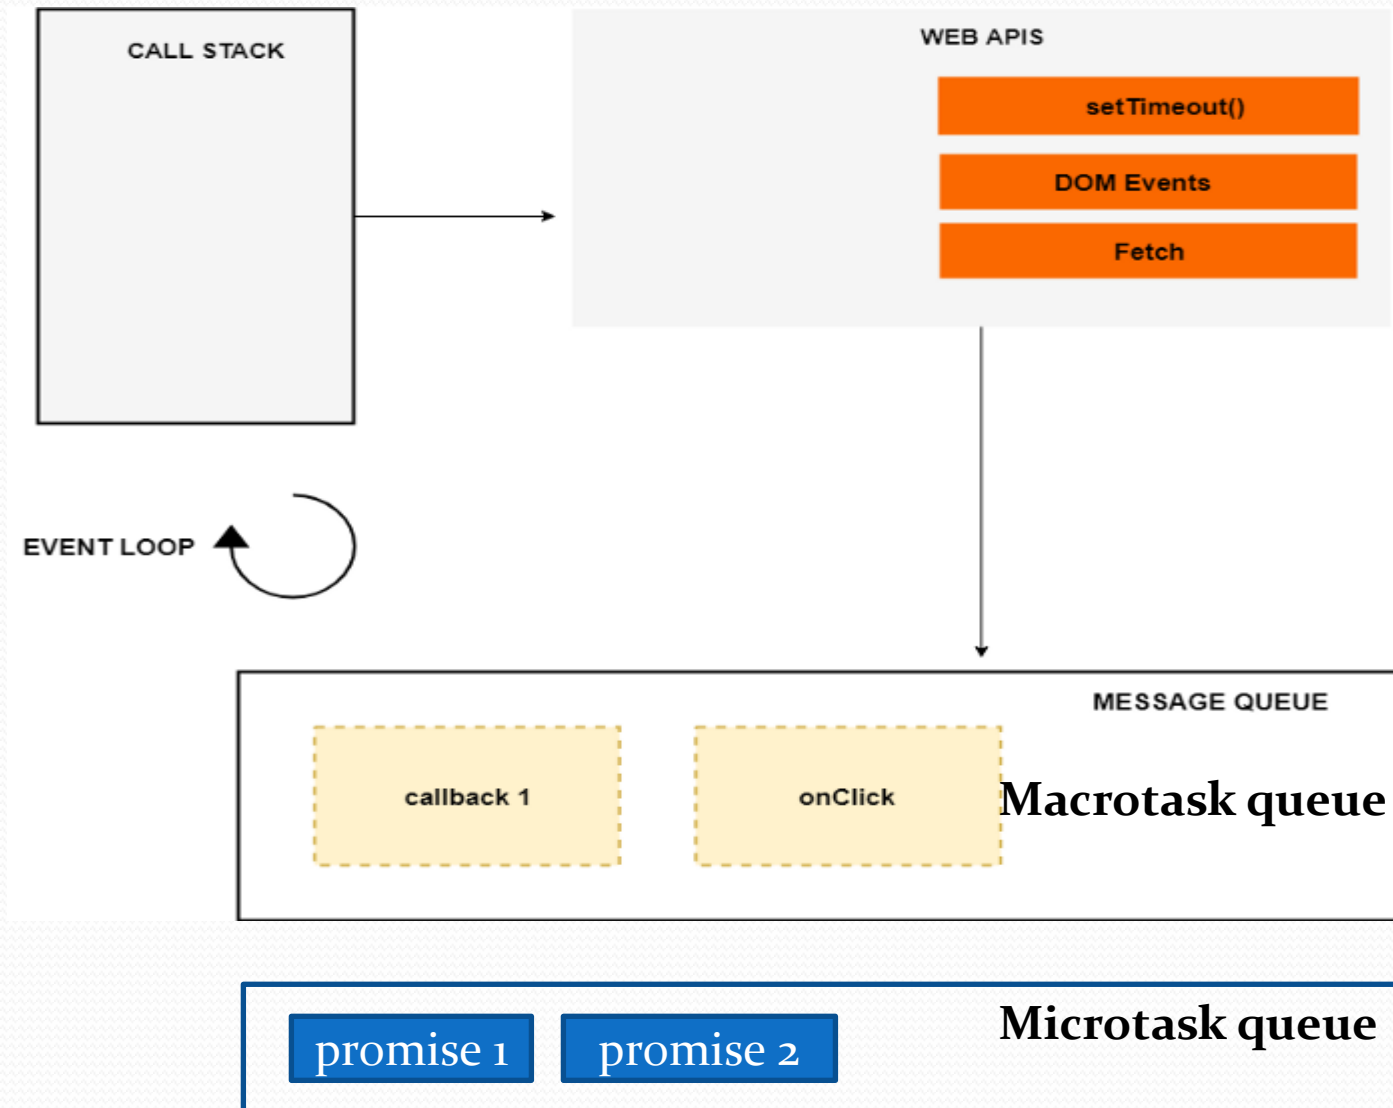 CALL STACK
WEB APIS
setTimeout()
DOM Events
Fetch
EVENT LOOP
MESSAGE QUEUE
callback 1
onClick
Macrotask queue
Microtask queue
promise 1
promise 2